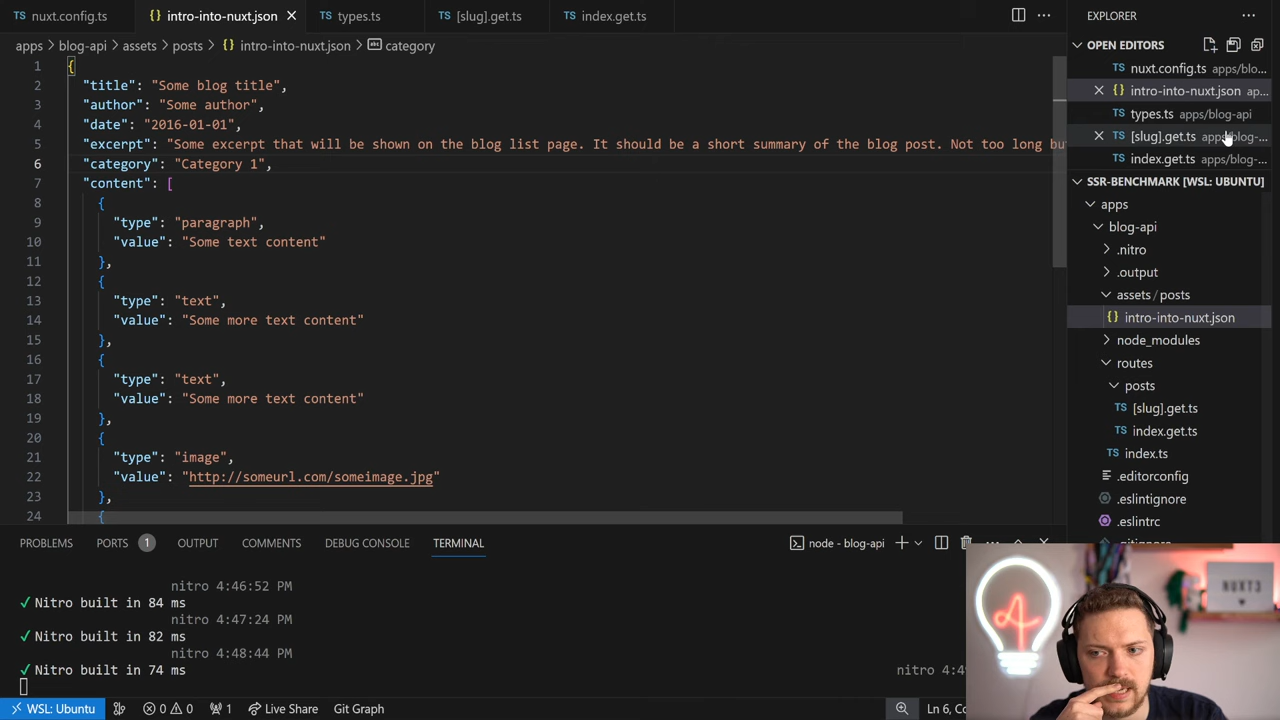 nuxt.config.ts
intro-into-nuxt.json
types.ts
[slug].get.ts
index.get.ts
apps > blog-api > assets > posts > {} intro-into-nuxt.json > category
1 {
2 "title": "Some blog title",
3 "author": "Some author",
4 "date": "2016-01-01",
5 "excerpt": "Some excerpt that will be shown on the blog list page. It should be a short summary of the blog post. Not too long bu
6 "category": "Category 1",
7 "content": [
8 {
9 "type": "paragraph",
10 "value": "Some text content"
11 },
12 {
13 "type": "text",
14 "value": "Some more text content"
15 },
16 {
17 "type": "text",
18 "value": "Some more text content"
19 },
20 {
21 "type": "image",
22 "value": "http://someurl.com/someimage.jpg"
23 },
24 {
EXPLORER
OPEN EDITORS
TS nuxt.config.ts apps/blo...
{} intro-into-nuxt.json ap...
TS types.ts apps/blog-api
TS [slug].get.ts apps/blog-...
TS index.get.ts apps/blog-...
SSR-BENCHMARK [WSL: UBUNTU]
apps
blog-api
.nitro
.output
assets / posts
{} intro-into-nuxt.json
node_modules
routes
posts
TS [slug].get.ts
TS index.get.ts
TS index.ts
.editorconfig
.eslintignore
.eslintrc
.gitignore
PROBLEMS
PORTS 1
OUTPUT
COMMENTS
DEBUG CONSOLE
TERMINAL
node - blog-api
nitro 4:46:52 PM
✓ Nitro built in 84 ms
nitro 4:47:24 PM
✓ Nitro built in 82 ms
nitro 4:48:44 PM
✓ Nitro built in 74 ms
nitro
NUXT3
WSL: Ubuntu
0
0
1
Live Share
Git Graph
Ln 6,